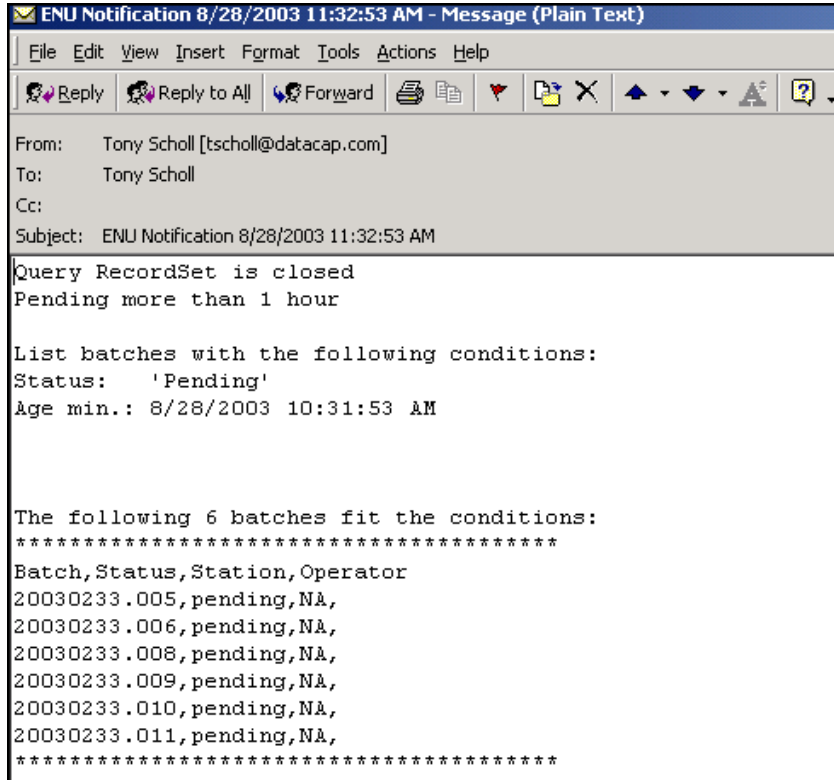 ENU Notification 8/28/2003 11:32:53 AM - Message (Plain Text)
File Edit View Insert Format Tools Actions Help
Reply Reply to All Forward
From: Tony Scholl [tscholl@datacap.com]
To: Tony Scholl
Cc:
Subject: ENU Notification 8/28/2003 11:32:53 AM
Query RecordSet is closed
Pending more than 1 hour
List batches with the following conditions:
Status: 'Pending'
Age min.: 8/28/2003 10:31:53 AM
The following 6 batches fit the conditions:
****************************************
Batch,Status,Station,Operator
20030233.005,pending,NA,
20030233.006,pending,NA,
20030233.008,pending,NA,
20030233.009,pending,NA,
20030233.010,pending,NA,
20030233.011,pending,NA,
****************************************